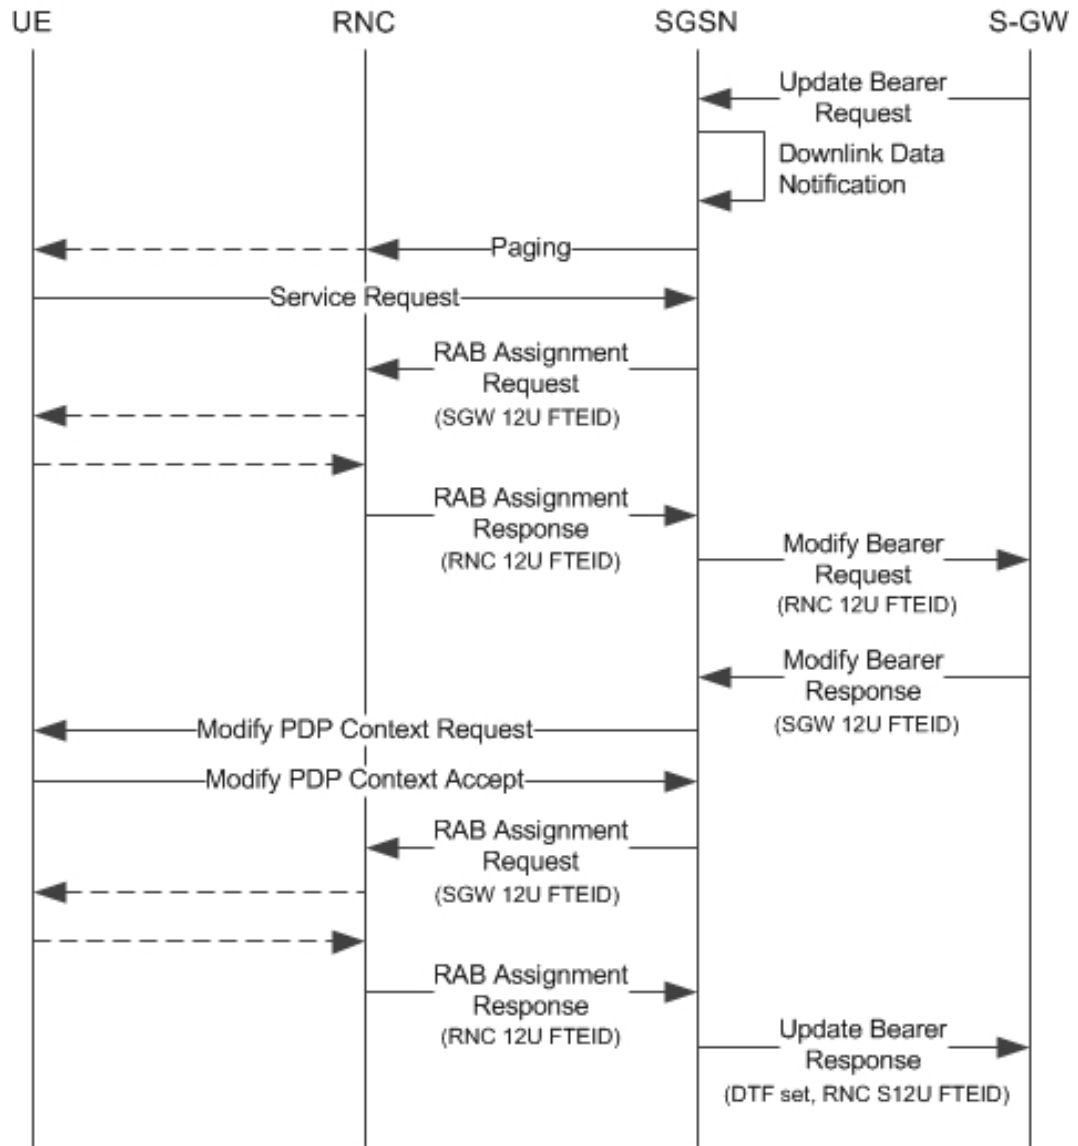 UE RNC SGSN S-GW
Update Bearer
Request
Downlink Data
Notification
Paging
Service Request
RAB Assignment
Request
(SGW 12U FTEID)
RAB Assignment
Response
(RNC 12U FTEID)
Modify Bearer
Request
(RNC 12U FTEID)
Modify Bearer
Response
(SGW 12U FTEID)
Modify PDP Context Request
Modify PDP Context Accept
RAB Assignment
Request
(SGW 12U FTEID)
RAB Assignment
Response
(RNC 12U FTEID)
Update Bearer
Response
(DTF set, RNC S12U FTEID)